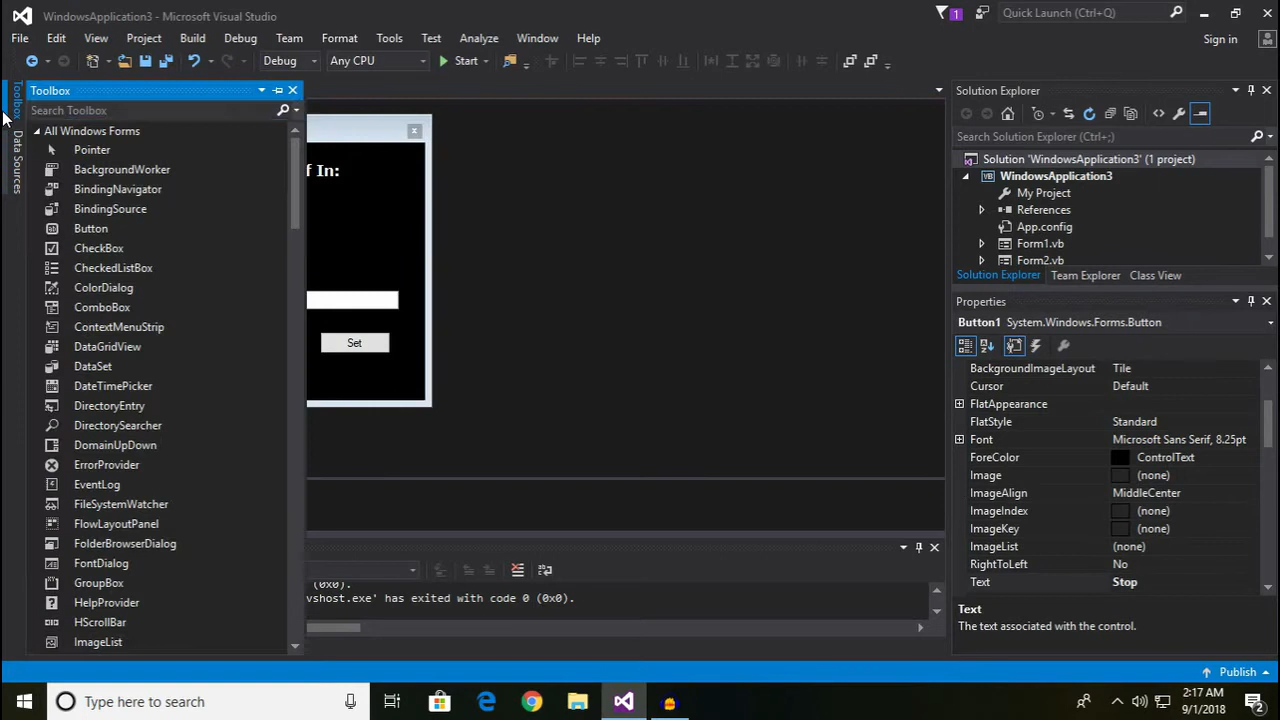 WindowsApplication3 - Microsoft Visual Studio
1
Quick Launch (Ctrl+Q)
File Edit View Project Build Debug Team Format Tools Test Analyze Window Help
Sign in
Debug
Any CPU
Start
Toolbox
Data Sources
Toolbox
Search Toolbox
All Windows Forms
Pointer
BackgroundWorker
BindingNavigator
BindingSource
Button
CheckBox
CheckedListBox
ColorDialog
ComboBox
ContextMenuStrip
DataGridView
DataSet
DateTimePicker
DirectoryEntry
DirectorySearcher
DomainUpDown
ErrorProvider
EventLog
FileSystemWatcher
FlowLayoutPanel
FolderBrowserDialog
FontDialog
GroupBox
HelpProvider
HScrollBar
ImageList
f In:
Set
(0x0).
vshost.exe' has exited with code 0 (0x0).
Solution Explorer
Search Solution Explorer (Ctrl+;)
Solution 'WindowsApplication3' (1 project)
VB WindowsApplication3
My Project
References
App.config
Form1.vb
Form2.vb
Solution Explorer Team Explorer Class View
Properties
Button1 System.Windows.Forms.Button
BackgroundImageLayout Tile
Cursor Default
FlatAppearance
FlatStyle Standard
Font Microsoft Sans Serif, 8.25pt
ForeColor ControlText
Image (none)
ImageAlign MiddleCenter
ImageIndex (none)
ImageKey (none)
ImageList (none)
RightToLeft No
Text Stop
Text
The text associated with the control.
Publish
Type here to search
2:17 AM
9/1/2018
2